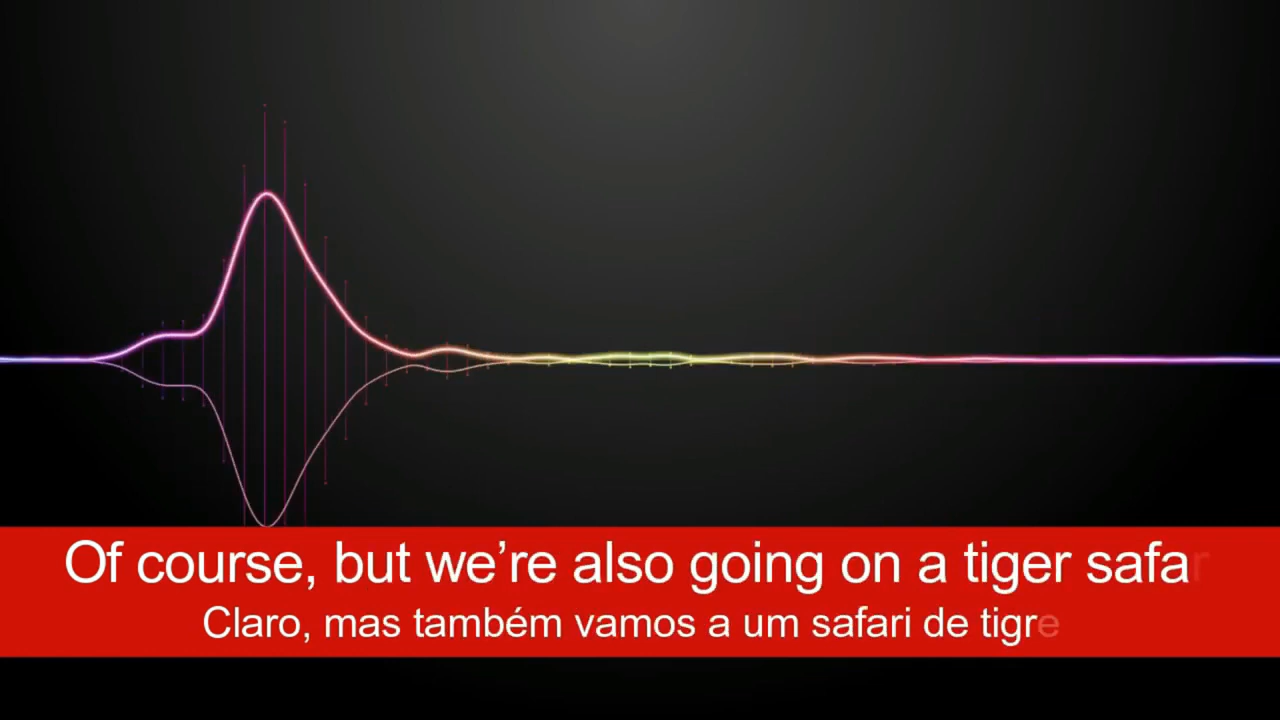 Of course, but we’re also going on a tiger safar
Claro, mas também vamos a um safari de tigre